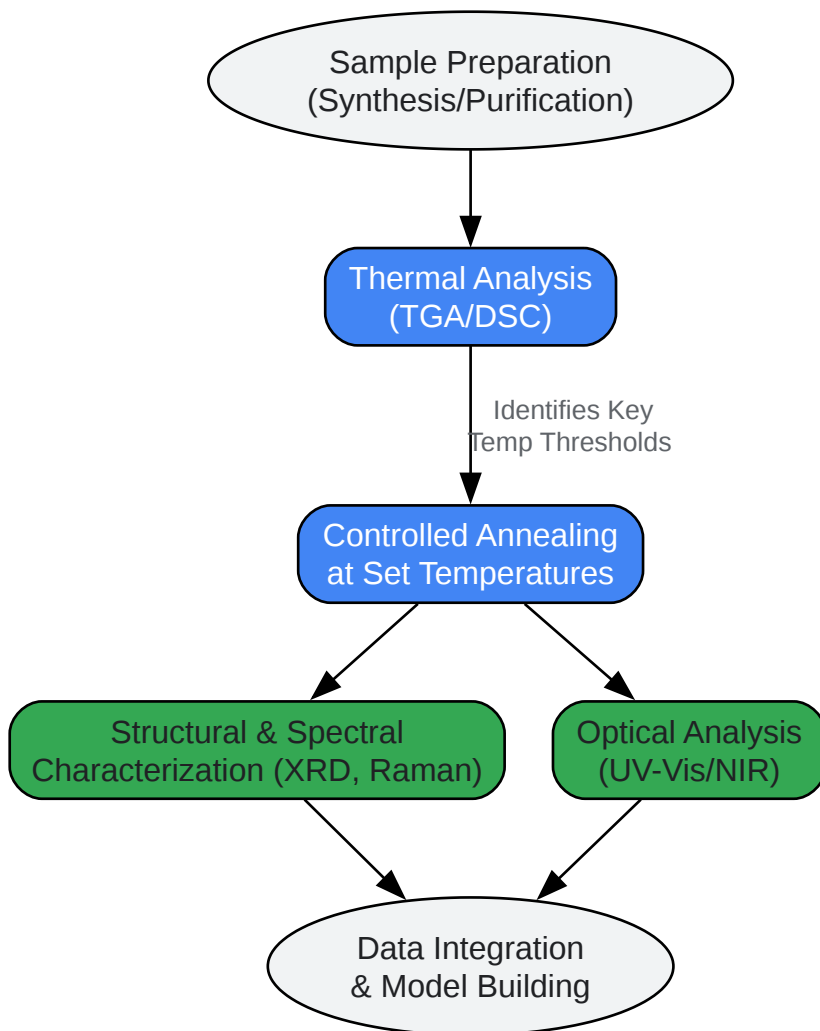 Sample Preparation
(Synthesis/Purification)
Thermal Analysis
(TGA/DSC)
Identifies Key
Temp Thresholds
Controlled Annealing
at Set Temperatures
Structural & Spectral
Characterization (XRD, Raman)
Optical Analysis
(UV-Vis/NIR)
Data Integration
& Model Building